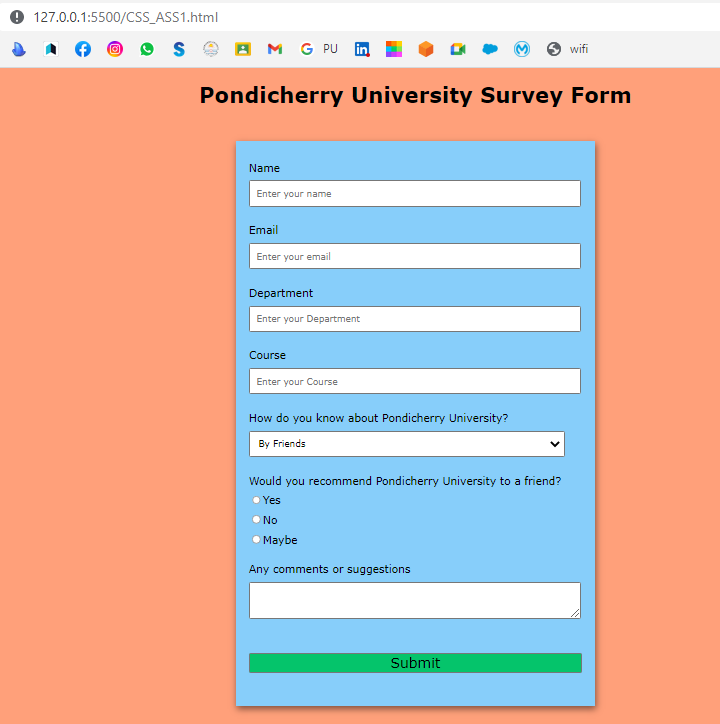 127.0.0.1:5500/CSS_ASS1.html
PU wifi
Pondicherry University Survey Form
Name
Enter your name
Email
Enter your email
Department
Enter your Department
Course
Enter your Course
How do you know about Pondicherry University?
By Friends
Would you recommend Pondicherry University to a friend?
Yes
No
Maybe
Any comments or suggestions
Submit